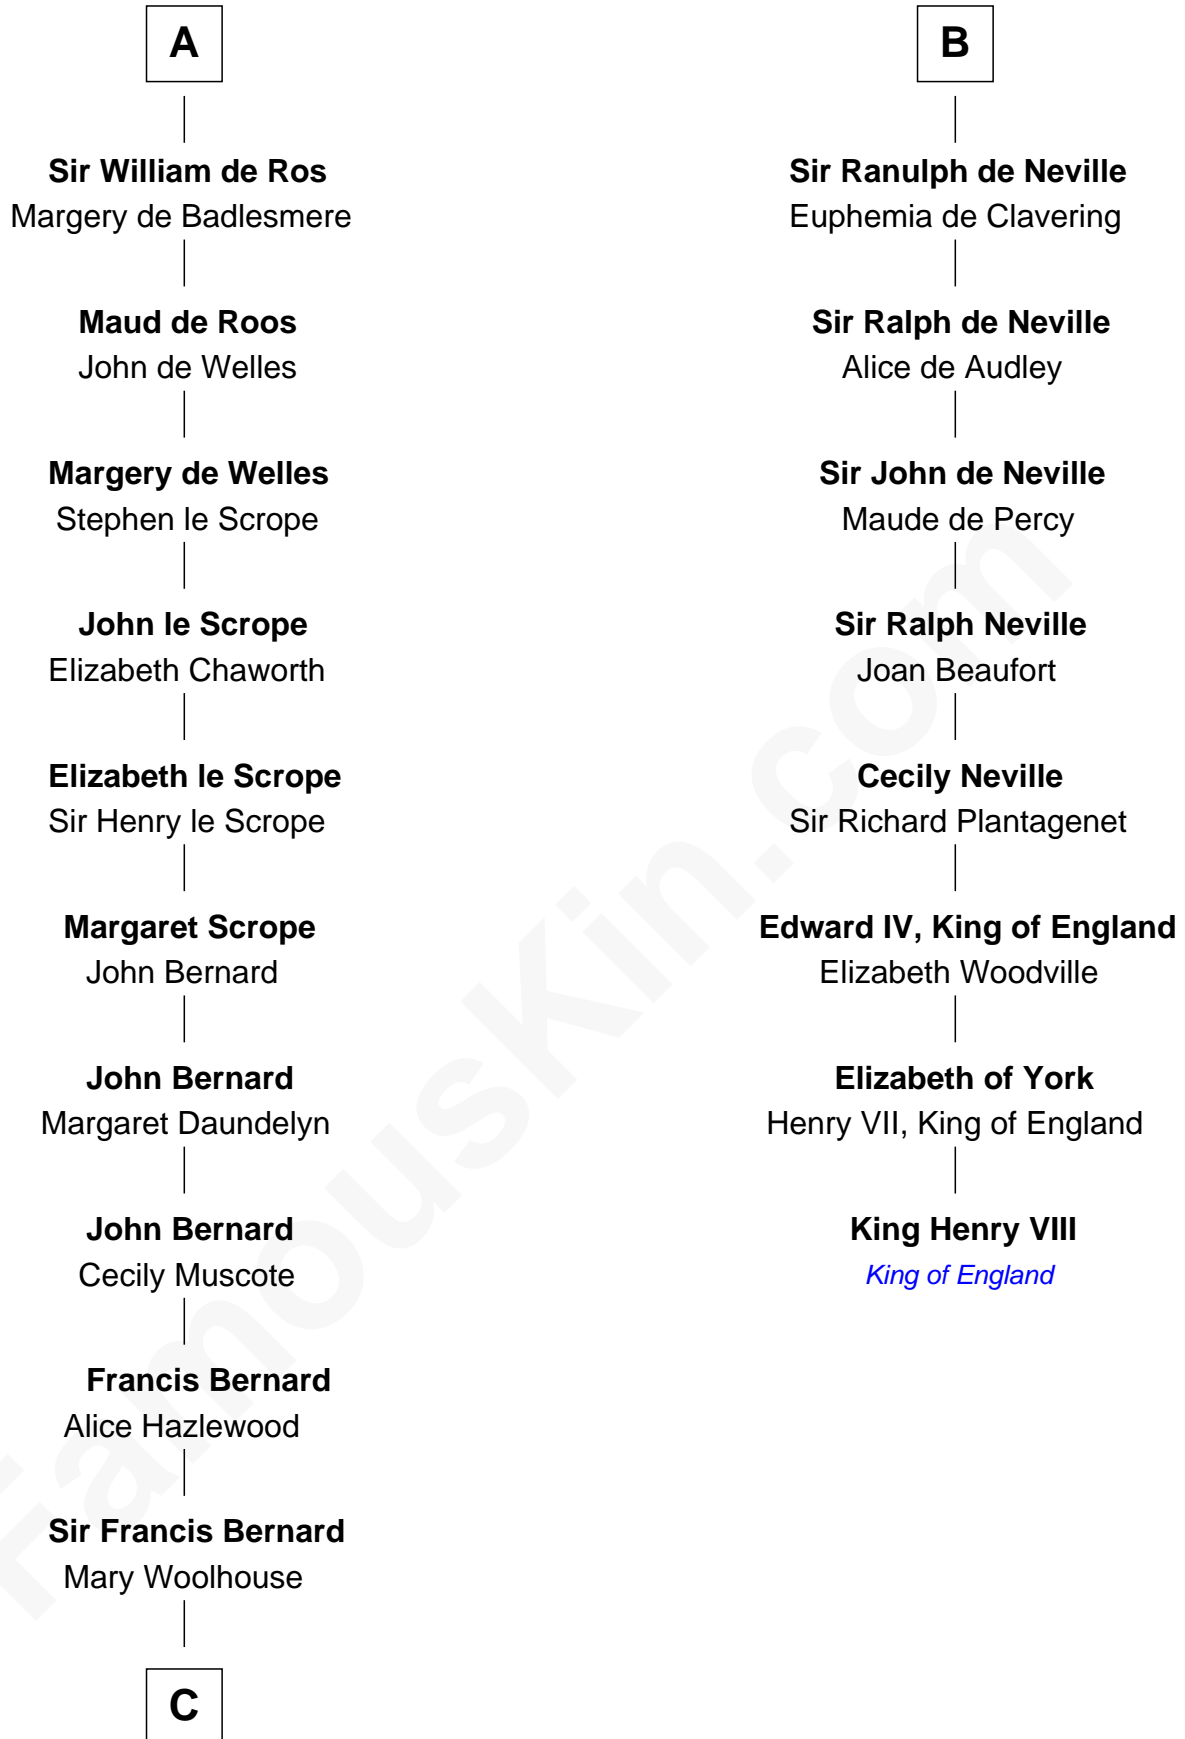 A
Sir William de Ros
Margery de Badlesmere
Maud de Roos
John de Welles
Margery de Welles
Stephen le Scrope
John le Scrope
Elizabeth Chaworth
Elizabeth le Scrope
Sir Henry le Scrope
Margaret Scrope
John Bernard
John Bernard
Margaret Daundelyn
John Bernard
Cecily Muscote
Francis Bernard
Alice Hazlewood
Sir Francis Bernard
Mary Woolhouse
C
B
Sir Ranulph de Neville
Euphemia de Clavering
Sir Ralph de Neville
Alice de Audley
Sir John de Neville
Maude de Percy
Sir Ralph Neville
Joan Beaufort
Cecily Neville
Sir Richard Plantagenet
Edward IV, King of England
Elizabeth Woodville
Elizabeth of York
Henry VII, King of England
King Henry VIII
King of England
FamousKin.com